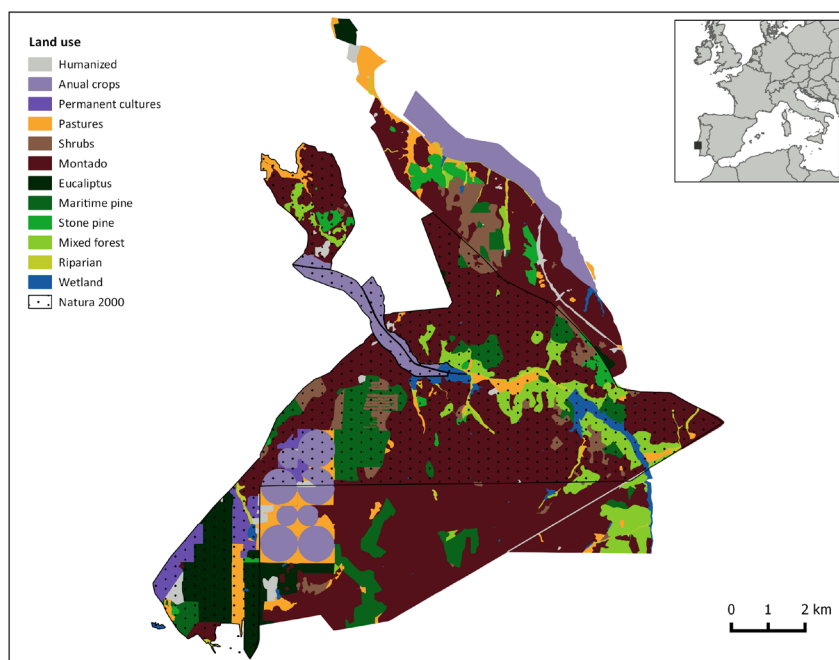 Land use
Humanized
Anual crops
Permanent cultures
Pastures
Shrubs
Montado
Eucaliptus
Maritime pine
Stone pine
Mixed forest
Riparian
Wetland
Natura 2000
0 1 2 km